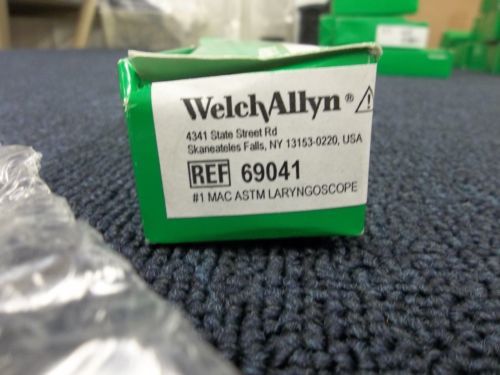 WelchAllyn®
4341 State Street Rd
Skaneateles Falls, NY 13153-0220, USA
REF 69041
#1 MAC ASTM LARYNGOSCOPE